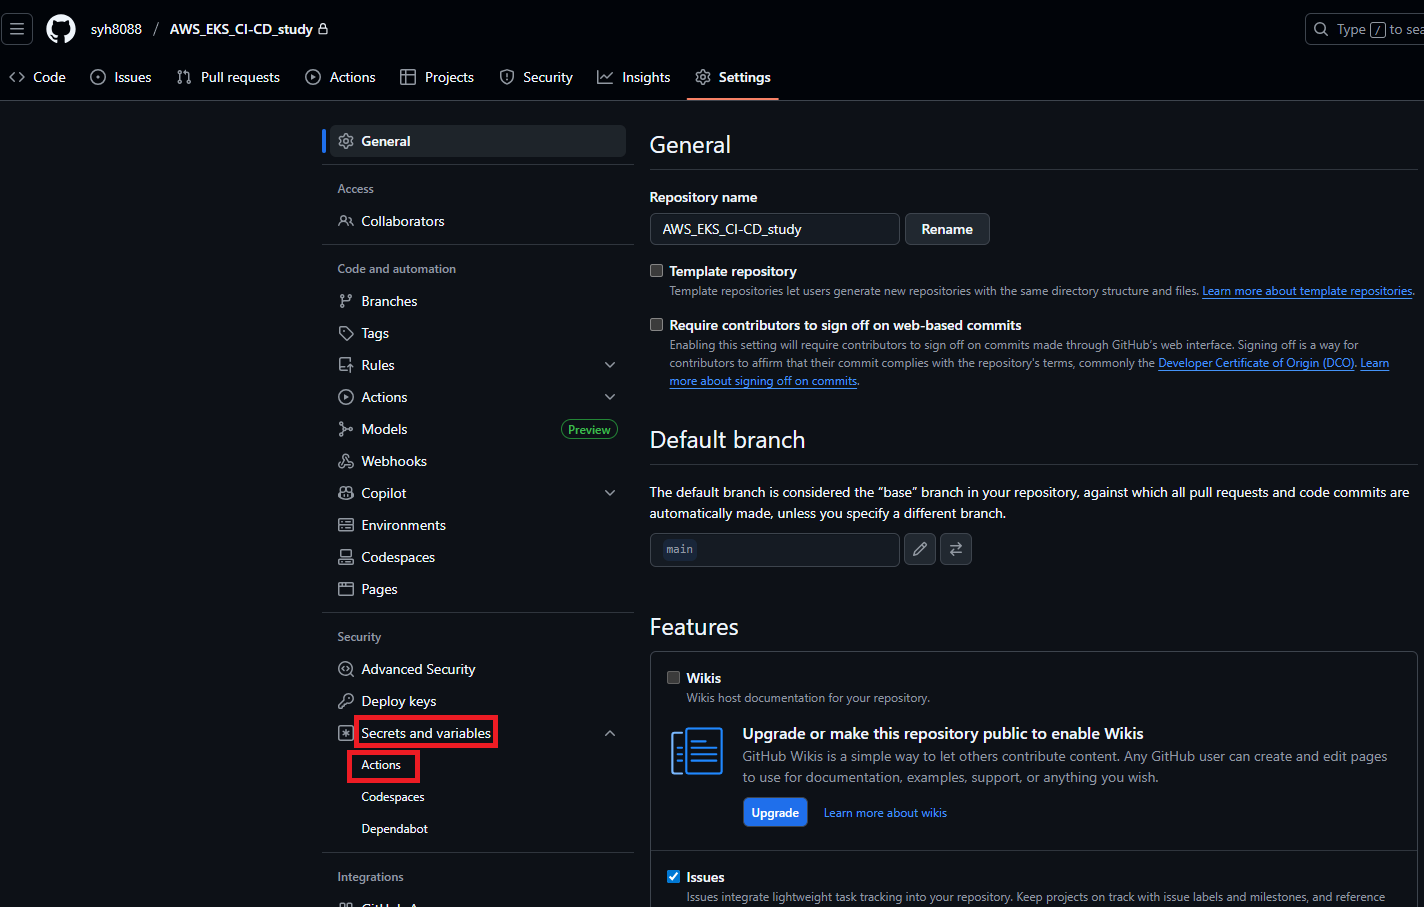 syh8088 / AWS_EKS_CI-CD_study
Type / to sea
Code
Issues
Pull requests
Actions
Projects
Security
Insights
Settings
General
Access
Collaborators
Code and automation
Branches
Tags
Rules
Actions
Models
Preview
Webhooks
Copilot
Environments
Codespaces
Pages
Security
Advanced Security
Deploy keys
Secrets and variables
Actions
Codespaces
Dependabot
Integrations
General
Repository name
AWS_EKS_CI-CD_study
Rename
Template repository
Template repositories let users generate new repositories with the same directory structure and files. Learn more about template repositories.
Require contributors to sign off on web-based commits
Enabling this setting will require contributors to sign off on commits made through GitHub's web interface. Signing off is a way for
contributors to affirm that their commit complies with the repository's terms, commonly the Developer Certificate of Origin (DCO). Learn
more about signing off on commits.
Default branch
The default branch is considered the “base” branch in your repository, against which all pull requests and code commits are
automatically made, unless you specify a different branch.
main
Features
Wikis
Wikis host documentation for your repository.
Upgrade or make this repository public to enable Wikis
GitHub Wikis is a simple way to let others contribute content. Any GitHub user can create and edit pages
to use for documentation, examples, support, or anything you wish.
Upgrade
Learn more about wikis
Issues
Issues integrate lightweight task tracking into your repository. Keep projects on track with issue labels and milestones, and reference